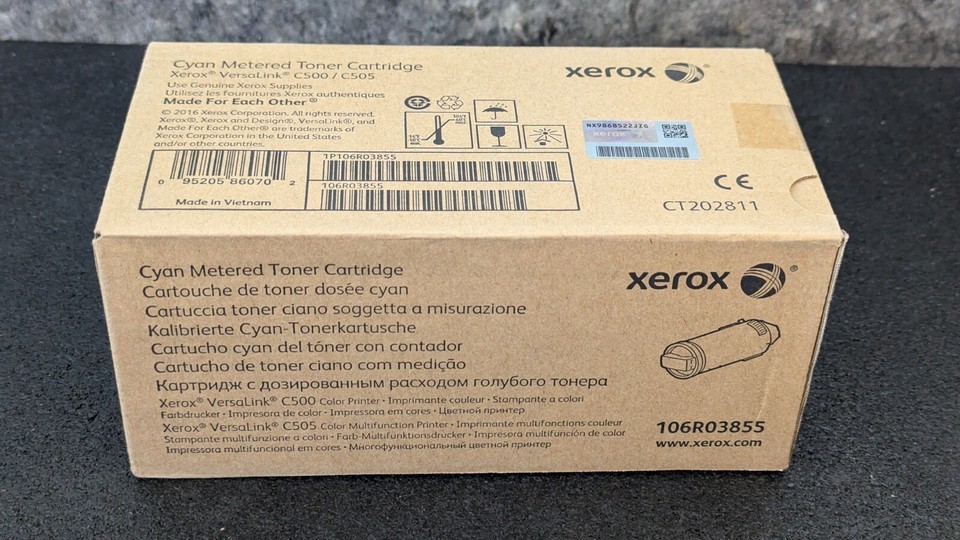 Cyan Metered Toner Cartridge
Xerox® VersaLink® C500 / C505
Use Genuine Xerox Supplies
Utilisez les fournitures Xerox authentiques
Made For Each Other®
© 2016 Xerox Corporation. All rights reserved.
Xerox®, Xerox and Design®, VersaLink®, and
Made For Each Other® are trademarks of
Xerox Corporation in the United States
and/or other countries.
xerox ®
NX9868522JZ6
xerox
0 95205 86070 2
Made in Vietnam
1P106R03855
106R03855
CE
CT202811
Cyan Metered Toner Cartridge
Cartouche de toner dosée cyan
Cartuccia toner ciano soggetta a misurazione
Kalibrierte Cyan-Tonerkartusche
Cartucho cyan del tóner con contador
Cartucho de toner ciano com medição
Картридж с дозированным расходом голубого тонера
Xerox® VersaLink® C500 Color Printer • Imprimante couleur • Stampante a colori
Farbdrucker • Impresora de color • Impressora em cores • Цветной принтер
Xerox® VersaLink® C505 Color Multifunction Printer • Imprimante multifonctions couleur
Stampante multifunzione a colori • Farb-Multifunktionsdrucker • Impresora multifunción de color
Impressora multifuncional em cores • Многофункциональный цветной принтер
xerox ®
106R03855
www.xerox.com